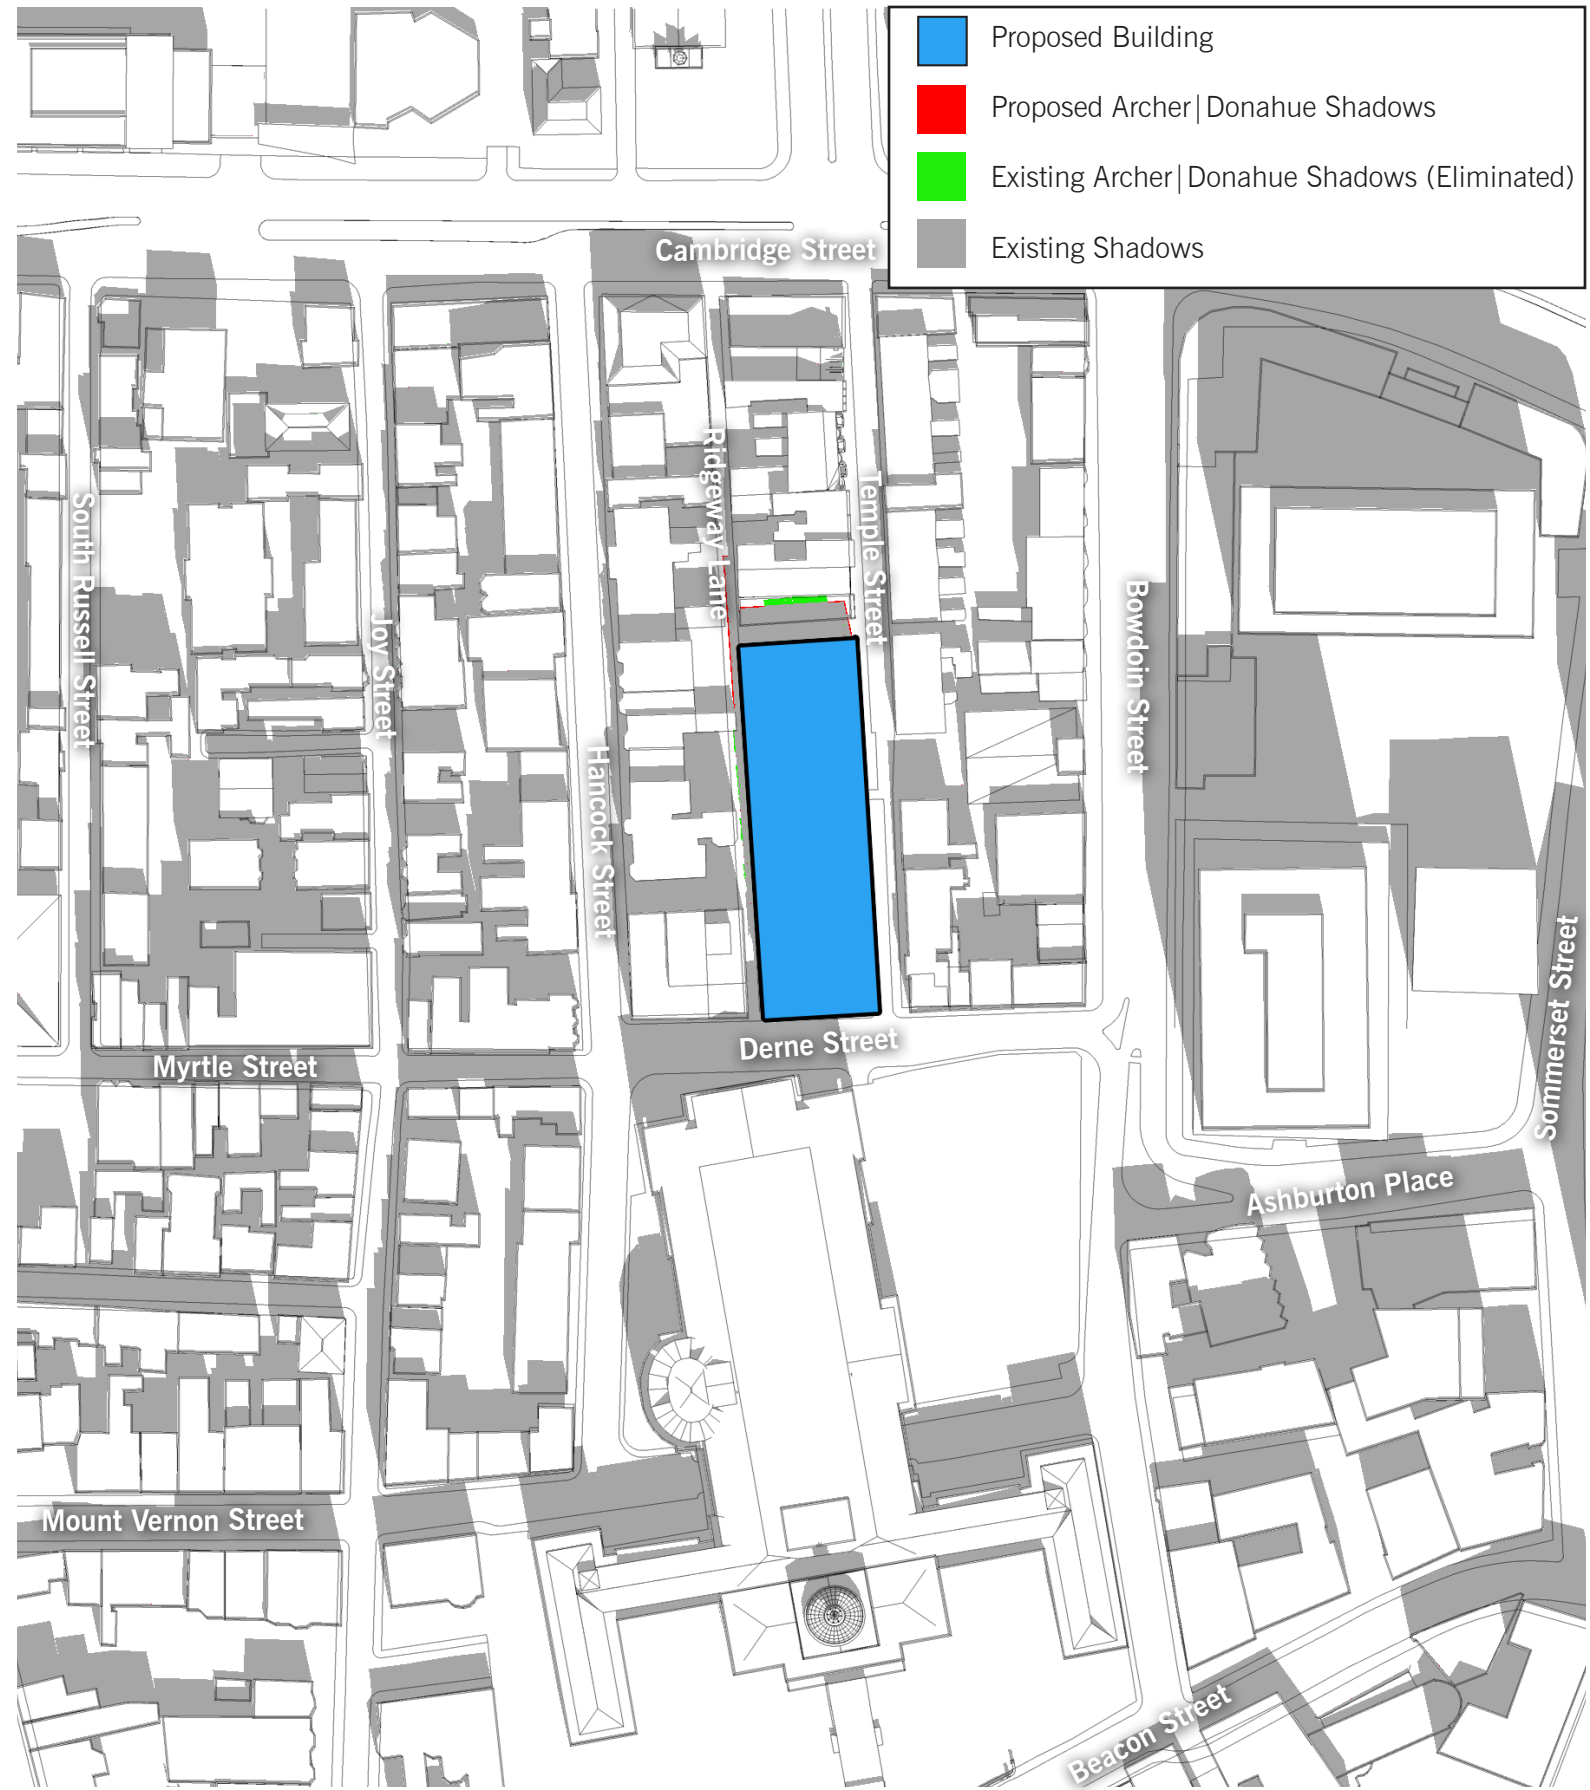 Proposed Building
Proposed Archer|Donahue Shadows
Existing Archer|Donahue Shadows (Eliminated)
Existing Shadows
Cambridge Street
Ridgeway Lane
Temple Street
South Russell Street
Joy Street
Hancock Street
Bowdoin Street
Sommerset Street
Derne Street
Myrtle Street
Ashburton Place
Mount Vernon Street
Beacon Street